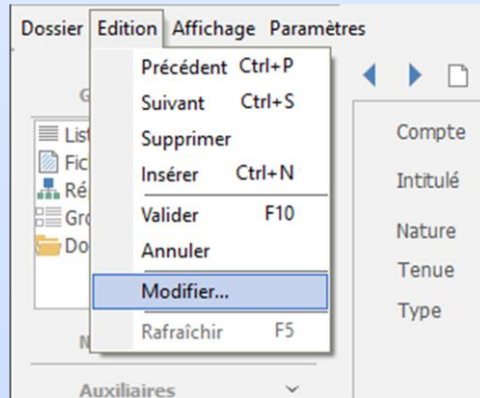 Dossier Edition Affichage Paramètres
Précédent Ctrl+P
Suivant Ctrl+S
Supprimer
Insérer Ctrl+N
Valider F10
Annuler
Modifier...
Rafraîchir F5
Compte
Intitulé
Nature
Tenue
Type
Auxiliaires